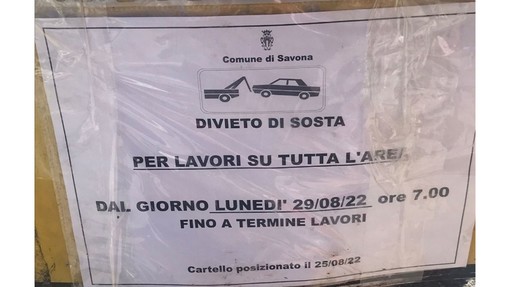 Comune di Savona
DIVIETO DI SOSTA
PER LAVORI SU TUTTA L'AREA
DAL GIORNO LUNEDI' 29/08/22 ore 7.00
FINO A TERMINE LAVORI
Cartello posizionato il 25/08/22